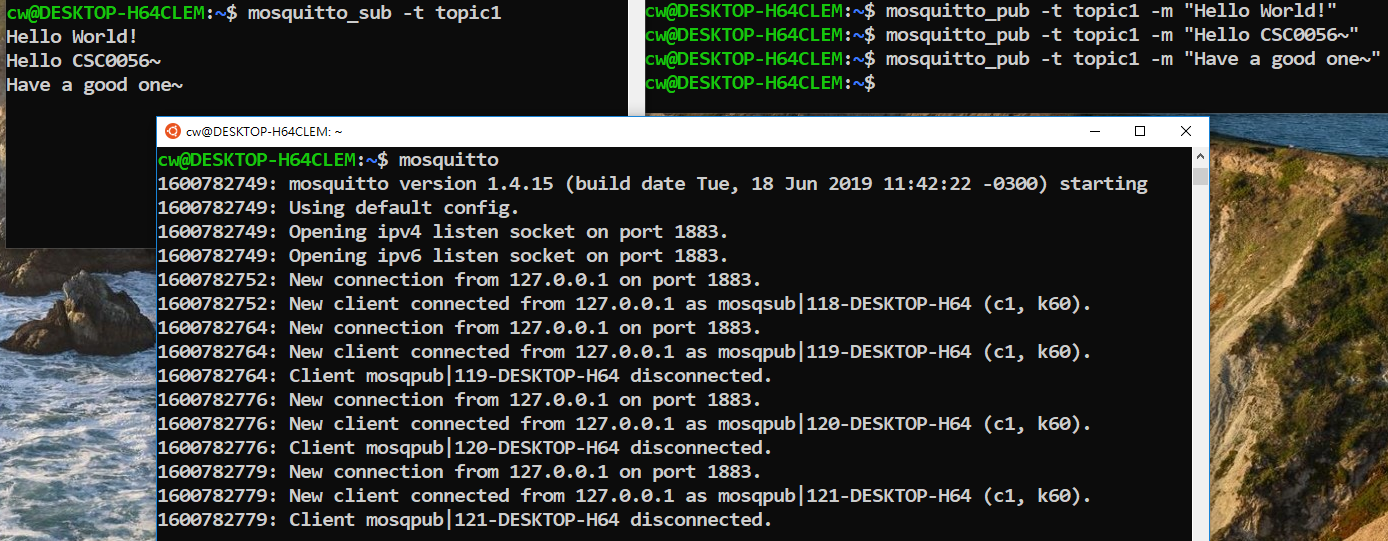 cw@DESKTOP-H64CLEM:~$ mosquitto_sub -t topic1
Hello World!
Hello CSC0056~
Have a good one~
cw@DESKTOP-H64CLEM:~$ mosquitto_pub -t topic1 -m "Hello World!"
cw@DESKTOP-H64CLEM:~$ mosquitto_pub -t topic1 -m "Hello CSC0056~"
cw@DESKTOP-H64CLEM:~$ mosquitto_pub -t topic1 -m "Have a good one~"
cw@DESKTOP-H64CLEM:~$
cw@DESKTOP-H64CLEM: ~
cw@DESKTOP-H64CLEM:~$ mosquitto
1600782749: mosquitto version 1.4.15 (build date Tue, 18 Jun 2019 11:42:22 -0300) starting
1600782749: Using default config.
1600782749: Opening ipv4 listen socket on port 1883.
1600782749: Opening ipv6 listen socket on port 1883.
1600782752: New connection from 127.0.0.1 on port 1883.
1600782752: New client connected from 127.0.0.1 as mosqsub|118-DESKTOP-H64 (c1, k60).
1600782764: New connection from 127.0.0.1 on port 1883.
1600782764: New client connected from 127.0.0.1 as mosqpub|119-DESKTOP-H64 (c1, k60).
1600782764: Client mosqpub|119-DESKTOP-H64 disconnected.
1600782776: New connection from 127.0.0.1 on port 1883.
1600782776: New client connected from 127.0.0.1 as mosqpub|120-DESKTOP-H64 (c1, k60).
1600782776: Client mosqpub|120-DESKTOP-H64 disconnected.
1600782779: New connection from 127.0.0.1 on port 1883.
1600782779: New client connected from 127.0.0.1 as mosqpub|121-DESKTOP-H64 (c1, k60).
1600782779: Client mosqpub|121-DESKTOP-H64 disconnected.